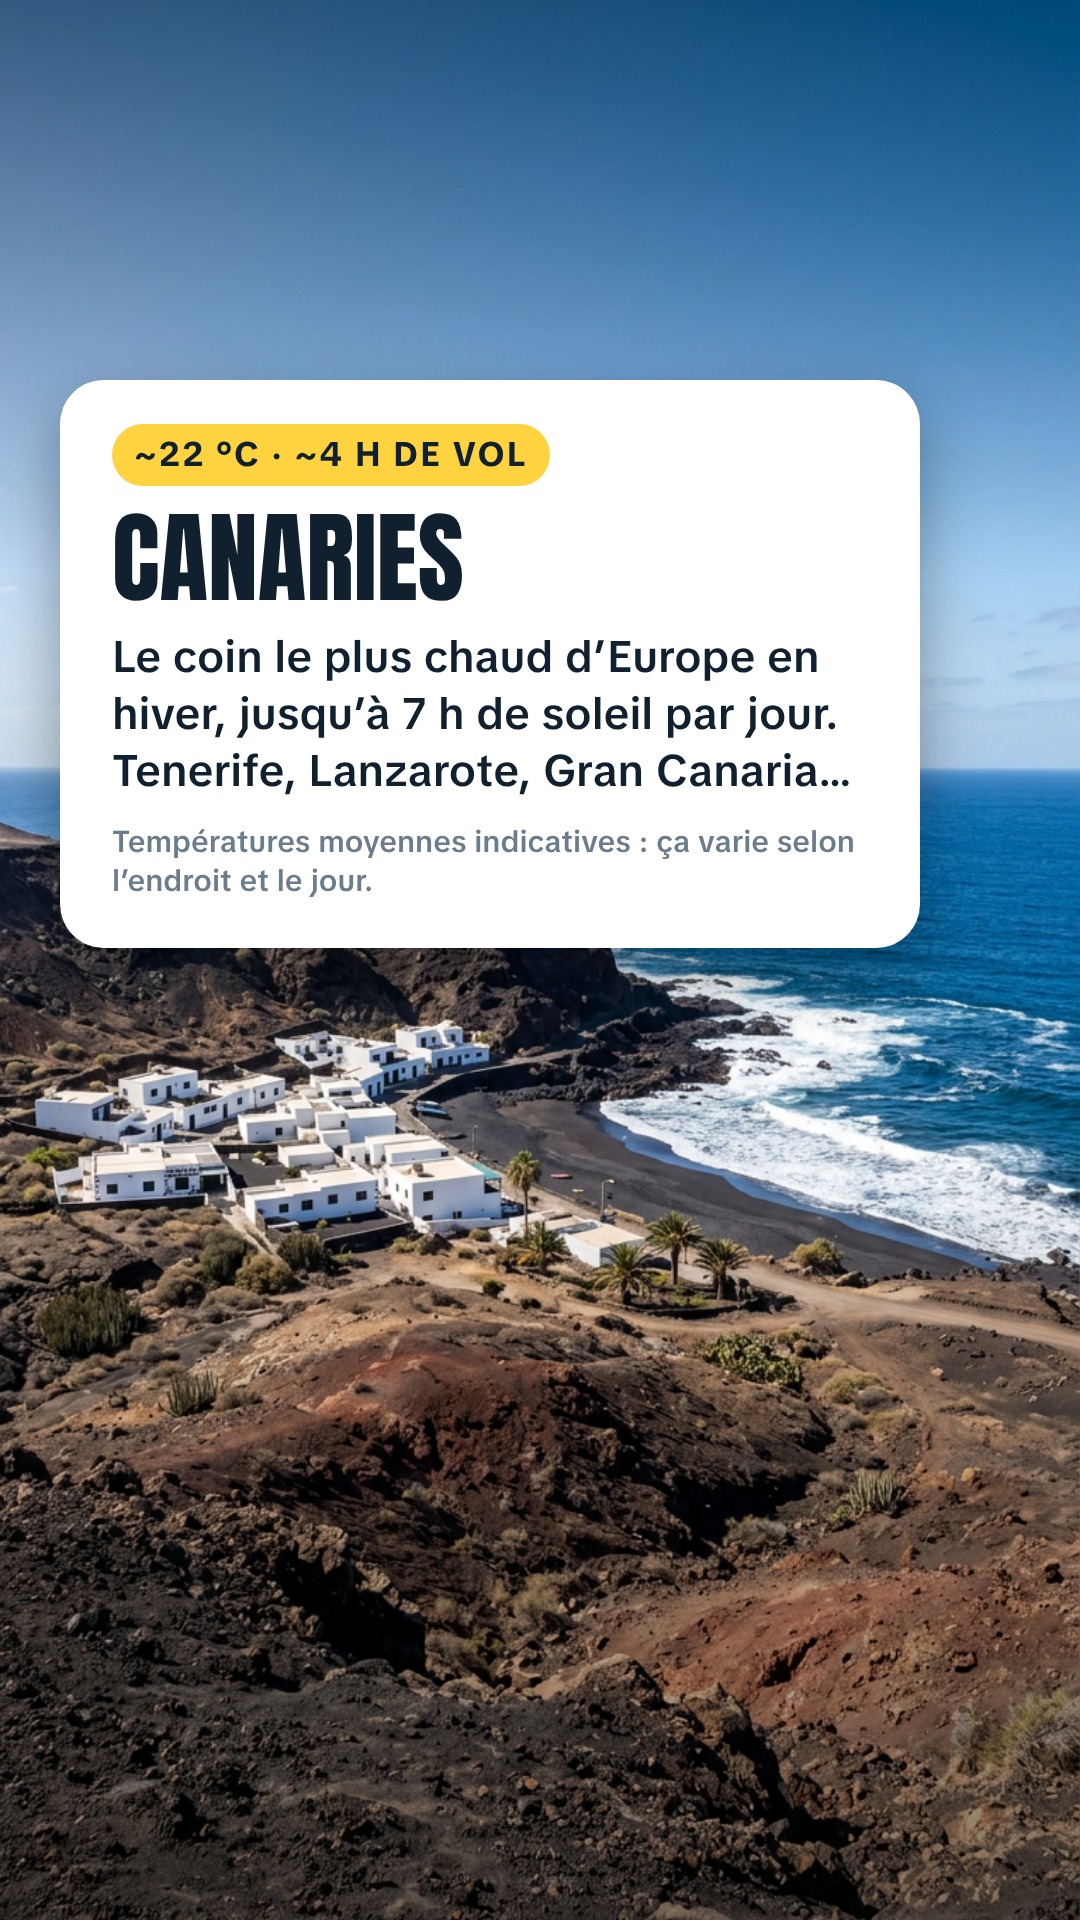 ~22 °C · ~4 H DE VOL
CANARIES
Le coin le plus chaud d’Europe en
hiver, jusqu’à 7 h de soleil par jour.
Tenerife, Lanzarote, Gran Canaria…
Températures moyennes indicatives : ça varie selon
l’endroit et le jour.